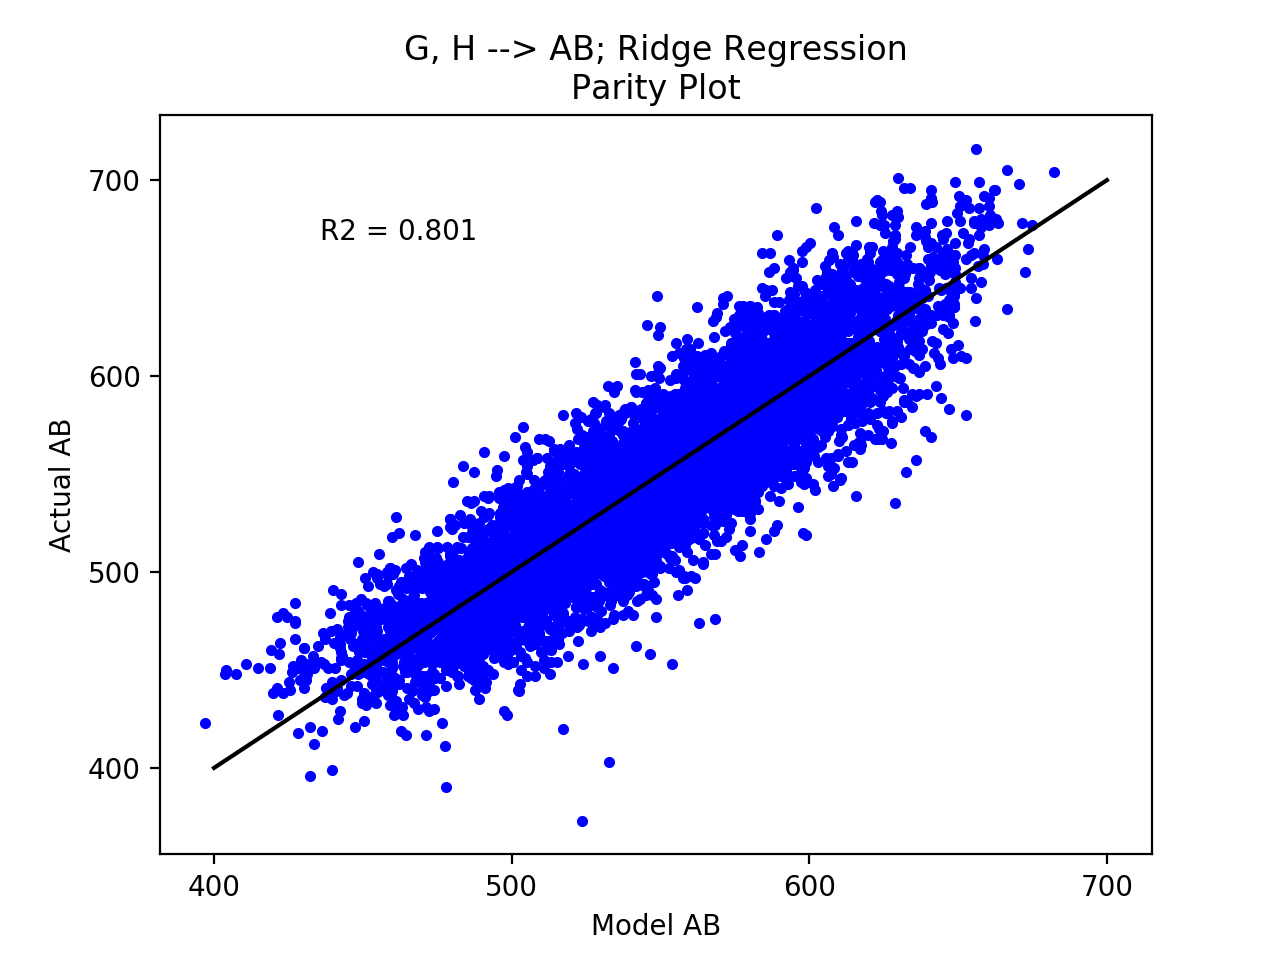 G, H --> AB; Ridge Regression
Parity Plot
R2 = 0.801
700
600
500
400
Actual AB
400
500
600
700
Model AB